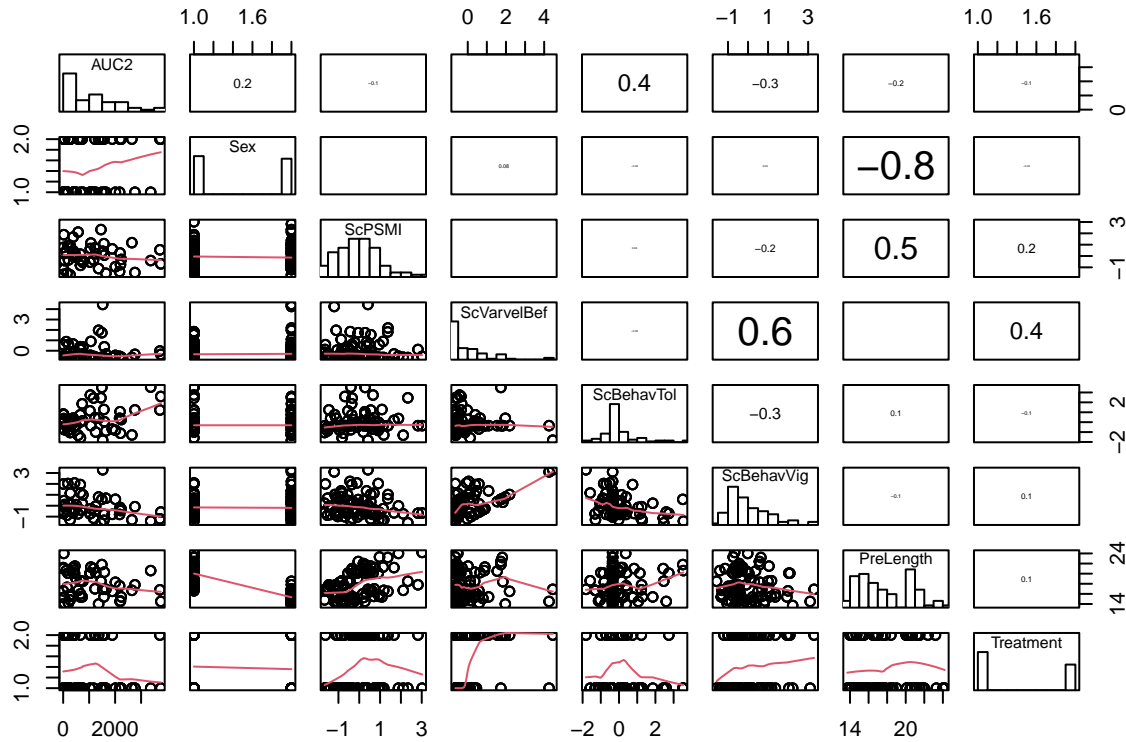 1.0 1.6 0 4 −1 1 3 1.0 1.6
AUC2 0.2 −0.1 0.4 −0.3 −0.2 −0.1 0
1.0 2.0 Sex 0.08 −0.8
ScPSMI −0.2 0.5 0.2 −1 3
0 3 ScVarvelBef 0.6 0.4
ScBehavTol −0.3 0.1 −0.1 −2 2
−1 3 ScBehavVig −0.1 0.1
PreLength 0.1 14 24
1.0 2.0 Treatment
0 2000 −1 1 3 −2 0 2 14 20